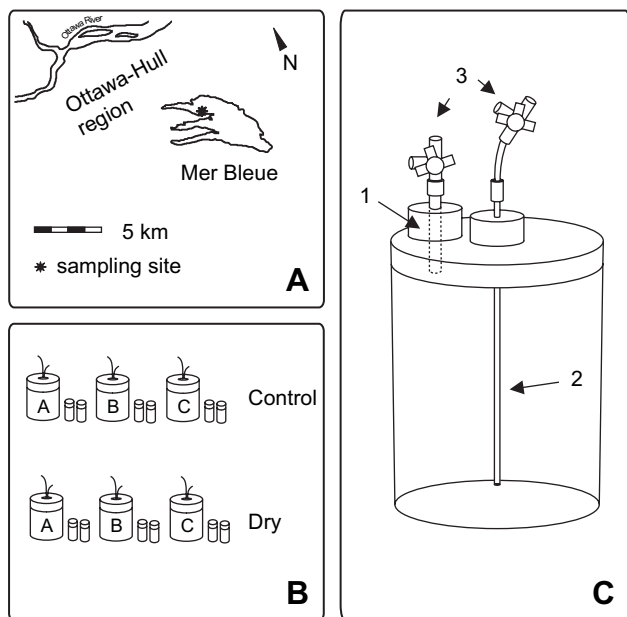 Ottawa River
Ottawa-Hull
region
N
Mer Bleue
5 km
sampling site
A
A B C Control
A B C Dry
B
3
1
2
C